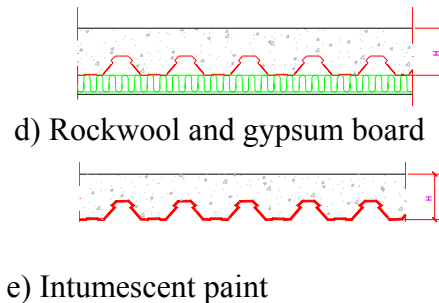 H
d) Rockwool and gypsum board
H
e) Intumescent paint